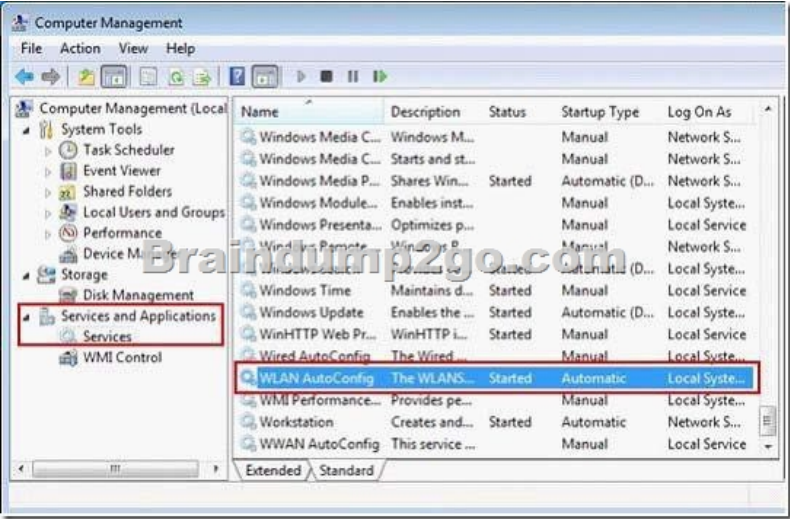 Computer Management
File Action View Help
Computer Management (Local
System Tools
Task Scheduler
Event Viewer
Shared Folders
Local Users and Groups
Performance
Device
Storage
Disk Management
Services and Applications
Services
WMI Control
Name Description Status Startup Type Log On As
Windows Media C... Windows M... Manual Network S...
Windows Media C... Starts and st... Manual Network S...
Windows Media P... Shares Win... Started Automatic (D... Network S...
Windows Module... Enables inst... Manual Local Syste...
Windows Presenta... Optimizes p... Manual Local Service
Windows Remote Manual Network S...
Local Syste...
Windows Time Maintains d... Started Manual Local Service
Windows Update Enables the ... Started Automatic (D... Local Syste...
WinHTTP Web Pr... WinHTTP i... Started Manual Local Service
Wired AutoConfig The Wired ... Manual Local Syste...
WLAN AutoConfig The WLANS... Started Automatic Local Syste...
WMI Performance... Provides pe... Manual Local Syste...
Workstation Creates and... Started Automatic Network S...
WWAN AutoConfig This service ... Manual Local Service
Extended Standard
Braindump2go.com